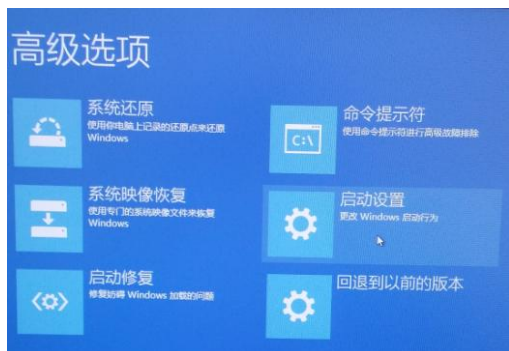 高级选项
系统还原
使用你电脑上记录的还原点来还原
Windows
命令提示符
使用命令提示符进行高级故障排除
C:\
系统映像恢复
使用专门的系统映像文件来恢复
Windows
启动设置
更改 Windows 启动行为
启动修复
修复妨碍 Windows 加载的问题
回退到以前的版本